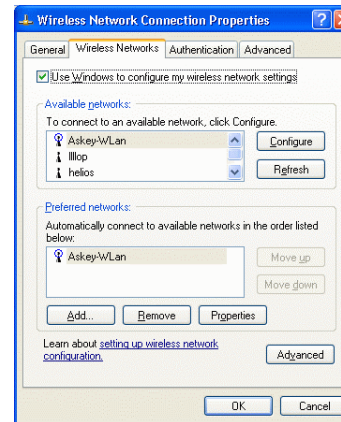 Wireless Network Connection Properties
General Wireless Networks Authentication Advanced
Use Windows to configure my wireless network settings
Available networks:
To connect to an available network, click Configure.
Askey-WLan
llllop
helios
Configure
Refresh
Preferred networks:
Automatically connect to available networks in the order listed
below:
Askey-WLan
Move up
Move down
Add... Remove Properties
Learn about setting up wireless network
configuration.
Advanced
OK Cancel